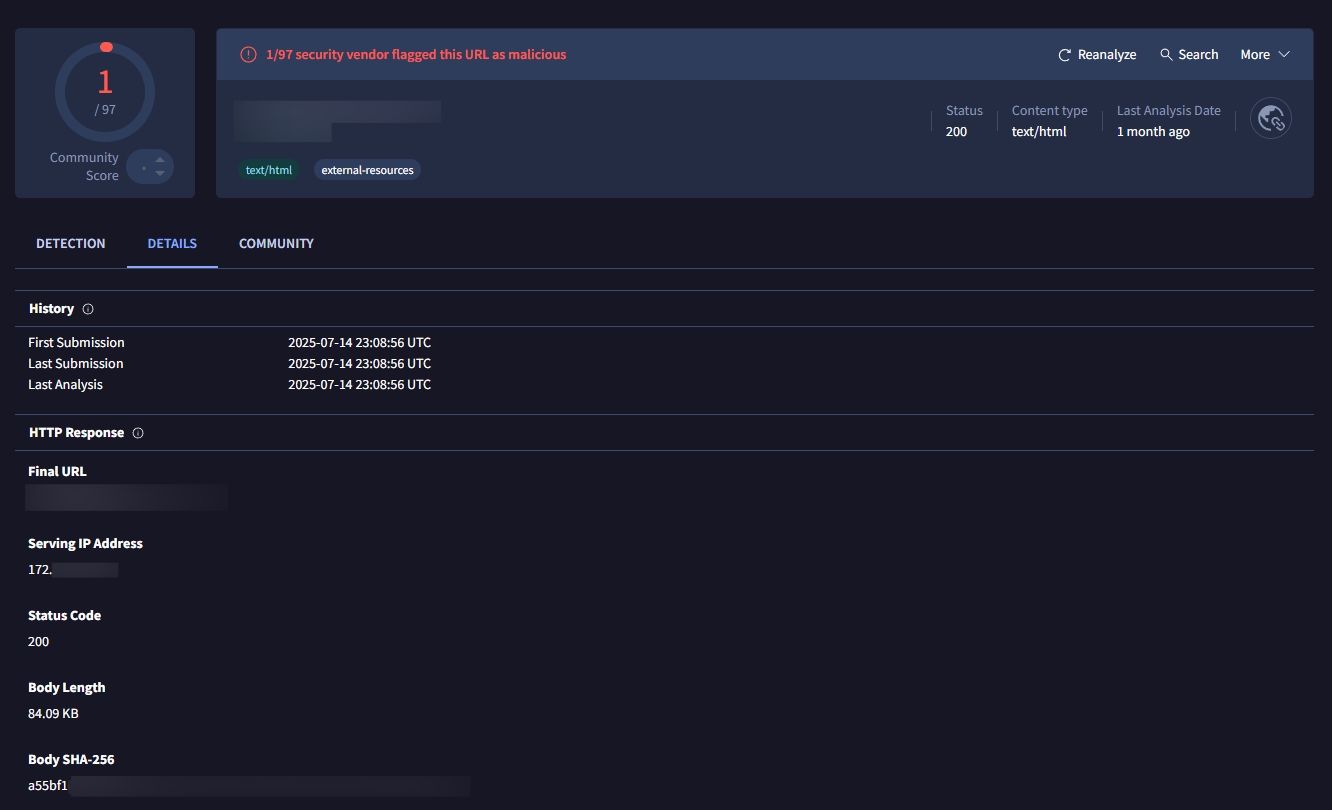 1
/ 97
Community
Score
1/97 security vendor flagged this URL as malicious
Reanalyze
Search
More
Status
200
Content type
text/html
Last Analysis Date
1 month ago
text/html
external-resources
DETECTION
DETAILS
COMMUNITY
History
First Submission 2025-07-14 23:08:56 UTC
Last Submission 2025-07-14 23:08:56 UTC
Last Analysis 2025-07-14 23:08:56 UTC
HTTP Response
Final URL
Serving IP Address
172.
Status Code
200
Body Length
84.09 KB
Body SHA-256
a55bf1